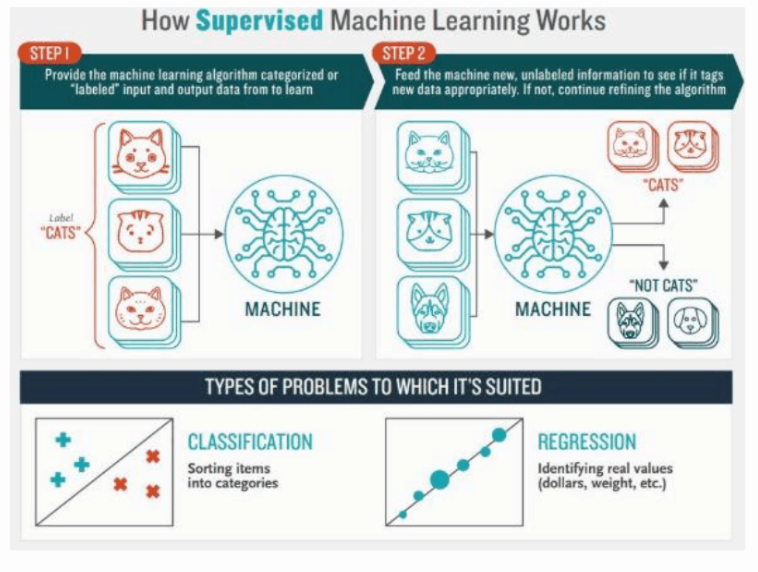 How Supervised Machine Learning Works
STEP 1
Provide the machine learning algorithm categorized or
"labeled" input and output data from to learn
STEP 2
Feed the machine new, unlabeled information to see if it tags
new data appropriately. If not, continue refining the algorithm
Label
"CATS"
MACHINE
MACHINE
"CATS"
"NOT CATS"
TYPES OF PROBLEMS TO WHICH IT'S SUITED
CLASSIFICATION
Sorting items
into categories
REGRESSION
Identifying real values
(dollars, weight, etc.)